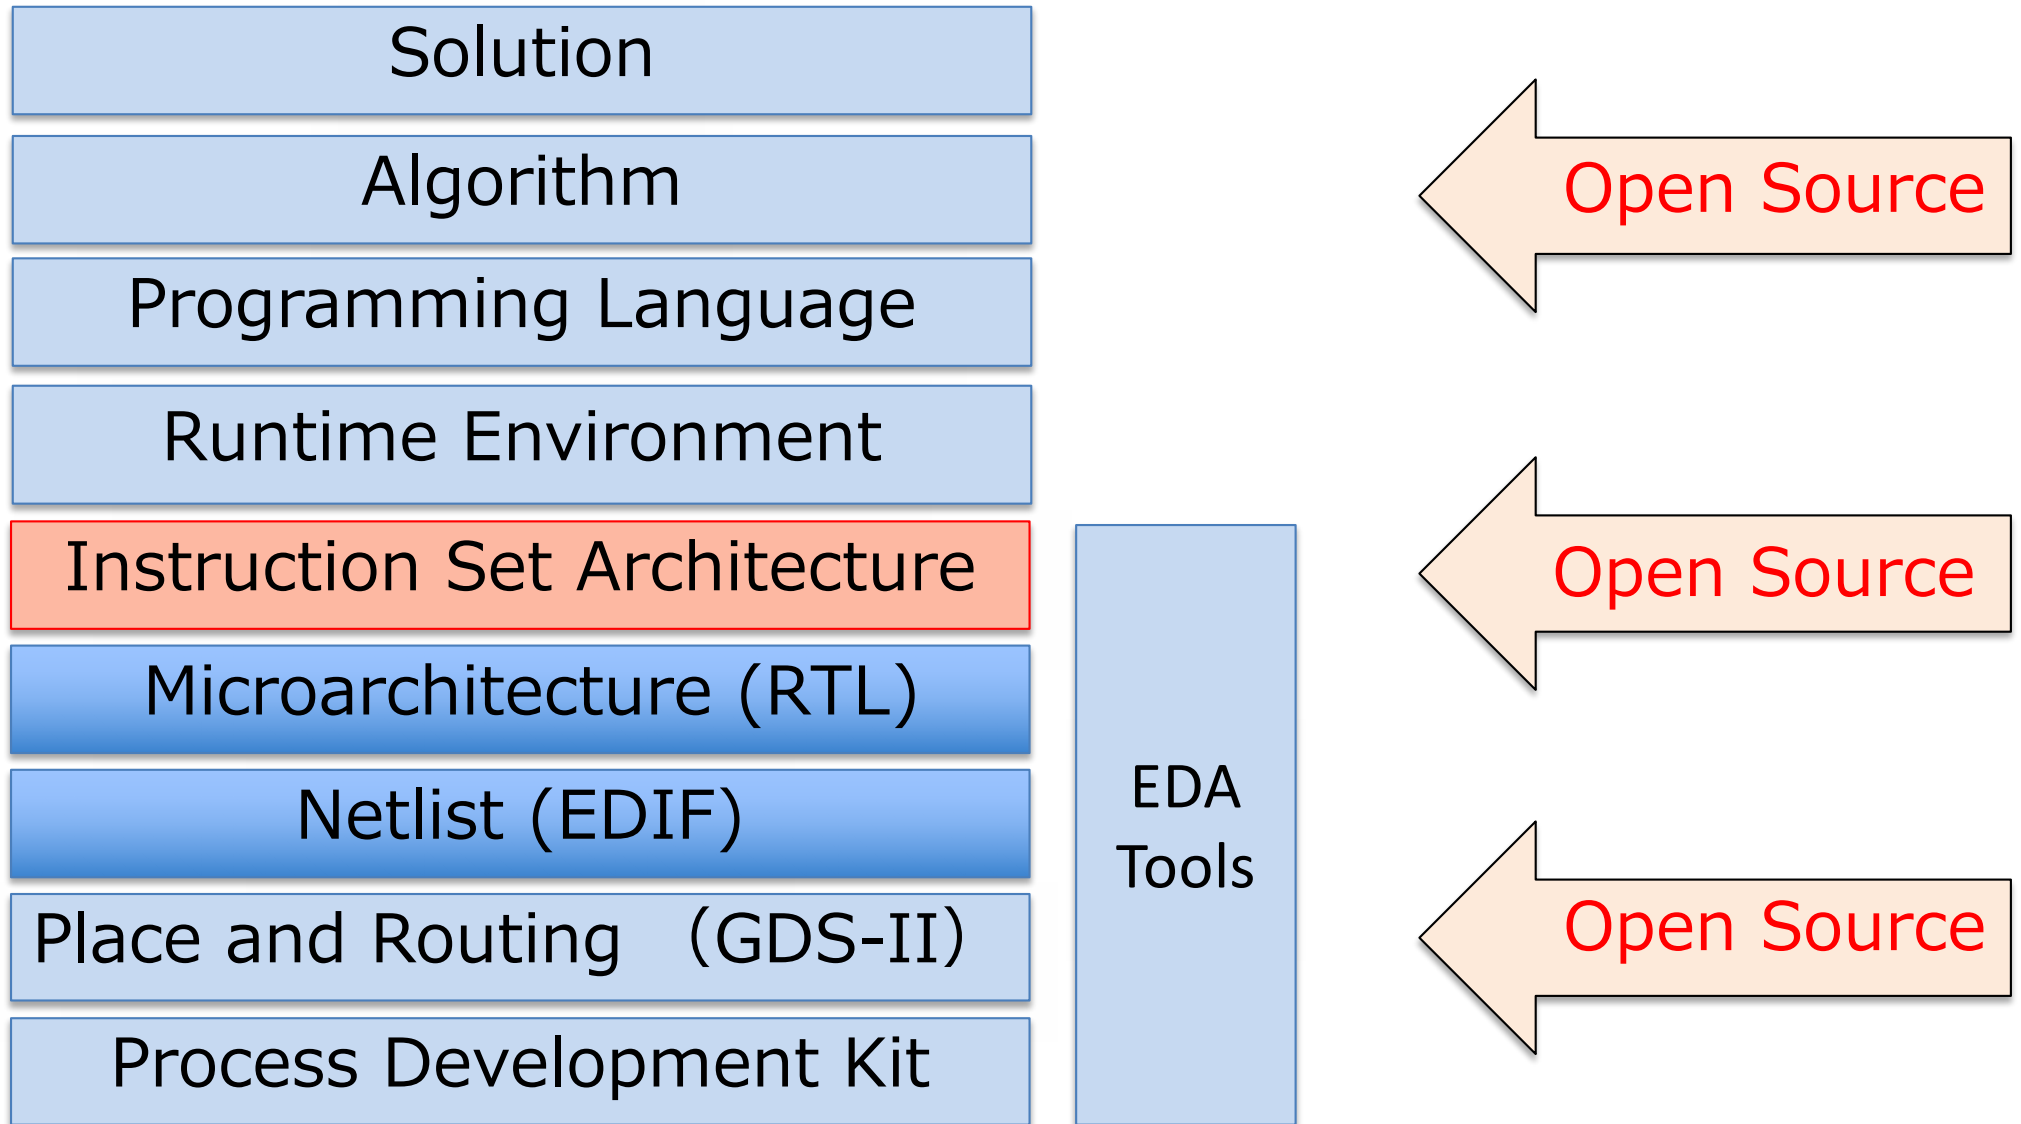 Solution
Algorithm
Programming Language
Runtime Environment
Instruction Set Architecture
Microarchitecture (RTL)
Netlist (EDIF)
Place and Routing （GDS-II）
Process Development Kit
EDA
Tools
Open Source
Open Source
Open Source